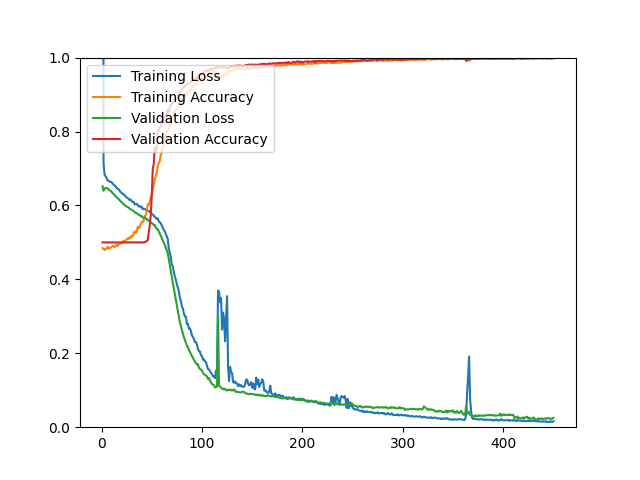 1.0
0.8
0.6
0.4
0.2
0.0
Training Loss
Training Accuracy
Validation Loss
Validation Accuracy
0 100 200 300 400